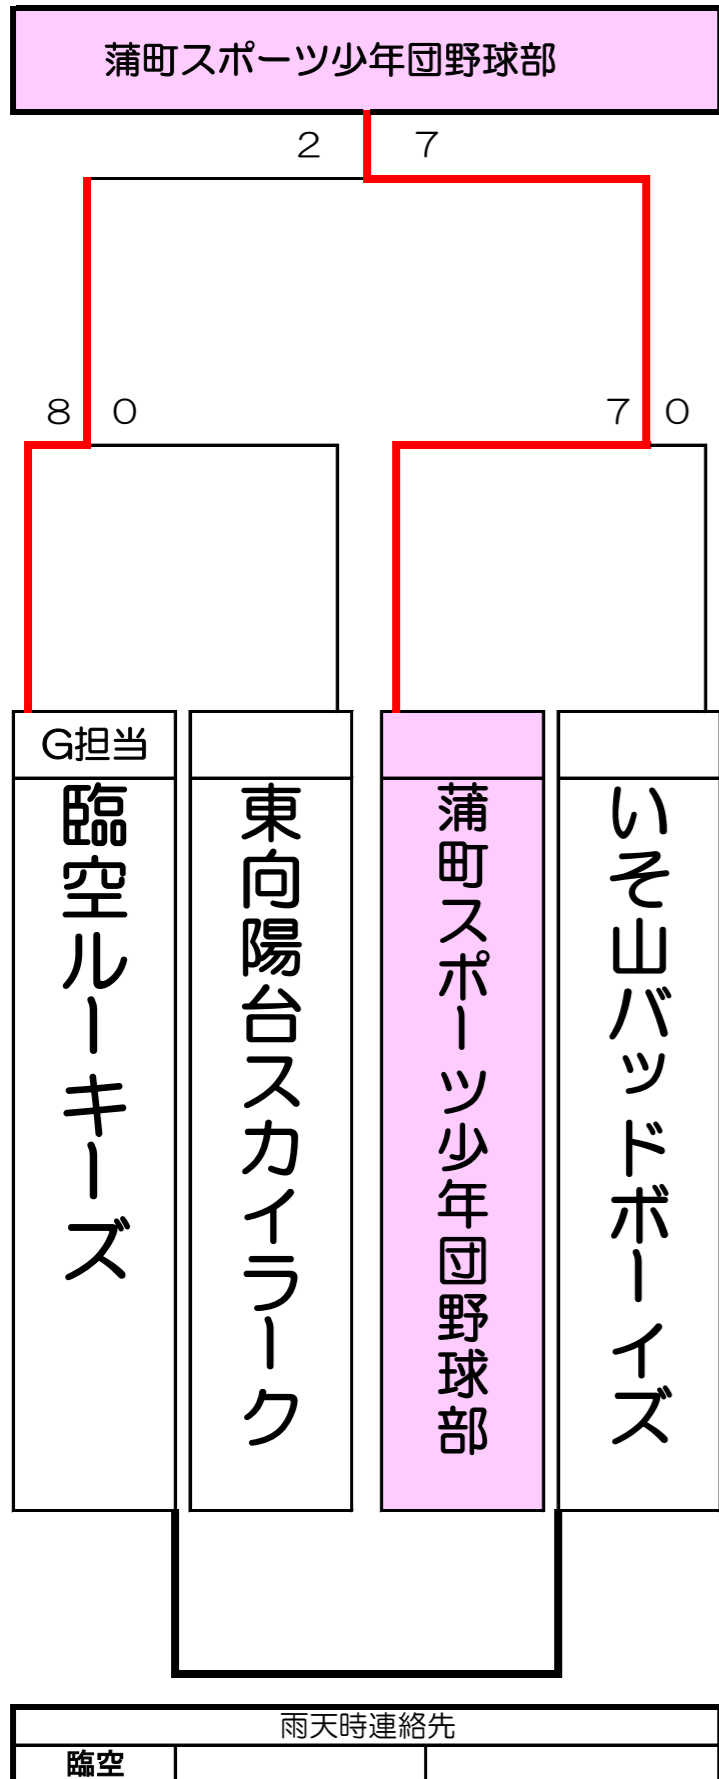 蒲町スポーツ少年団野球部
２ ７
８ ０ ７ ０
G担当
臨空ルーキーズ
東向陽台スカイラーク
蒲町スポーツ少年団野球部
いそ山バッドボーイズ
雨天時連絡先
臨空